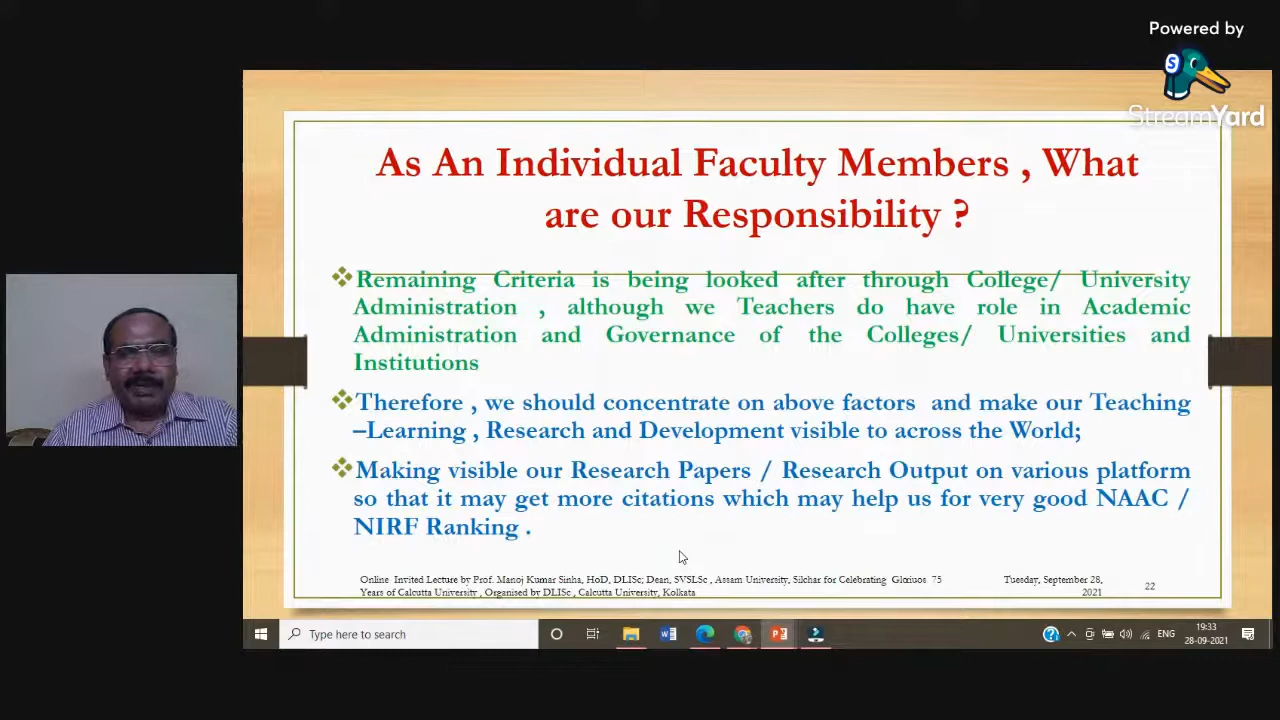 Powered by
StreamYard
As An Individual Faculty Members , What
are our Responsibility ?
Remaining Criteria is being looked after through College/ University
Administration , although we Teachers do have role in Academic
Administration and Governance of the Colleges/ Universities and
Institutions
Therefore , we should concentrate on above factors and make our Teaching
–Learning , Research and Development visible to across the World;
Making visible our Research Papers / Research Output on various platform
so that it may get more citations which may help us for very good NAAC /
NIRF Ranking .
Online Invited Lecture by Prof. Manoj Kumar Sinha, HoD, DLISc; Dean, SVSLSc , Assam University, Silchar for Celebrating 75
Years of Calcutta University , Organised by DLISc , Calcutta University, Kolkata
Tuesday, September 28,
2021
22
Type here to search
ENG
19:33
28-09-2021